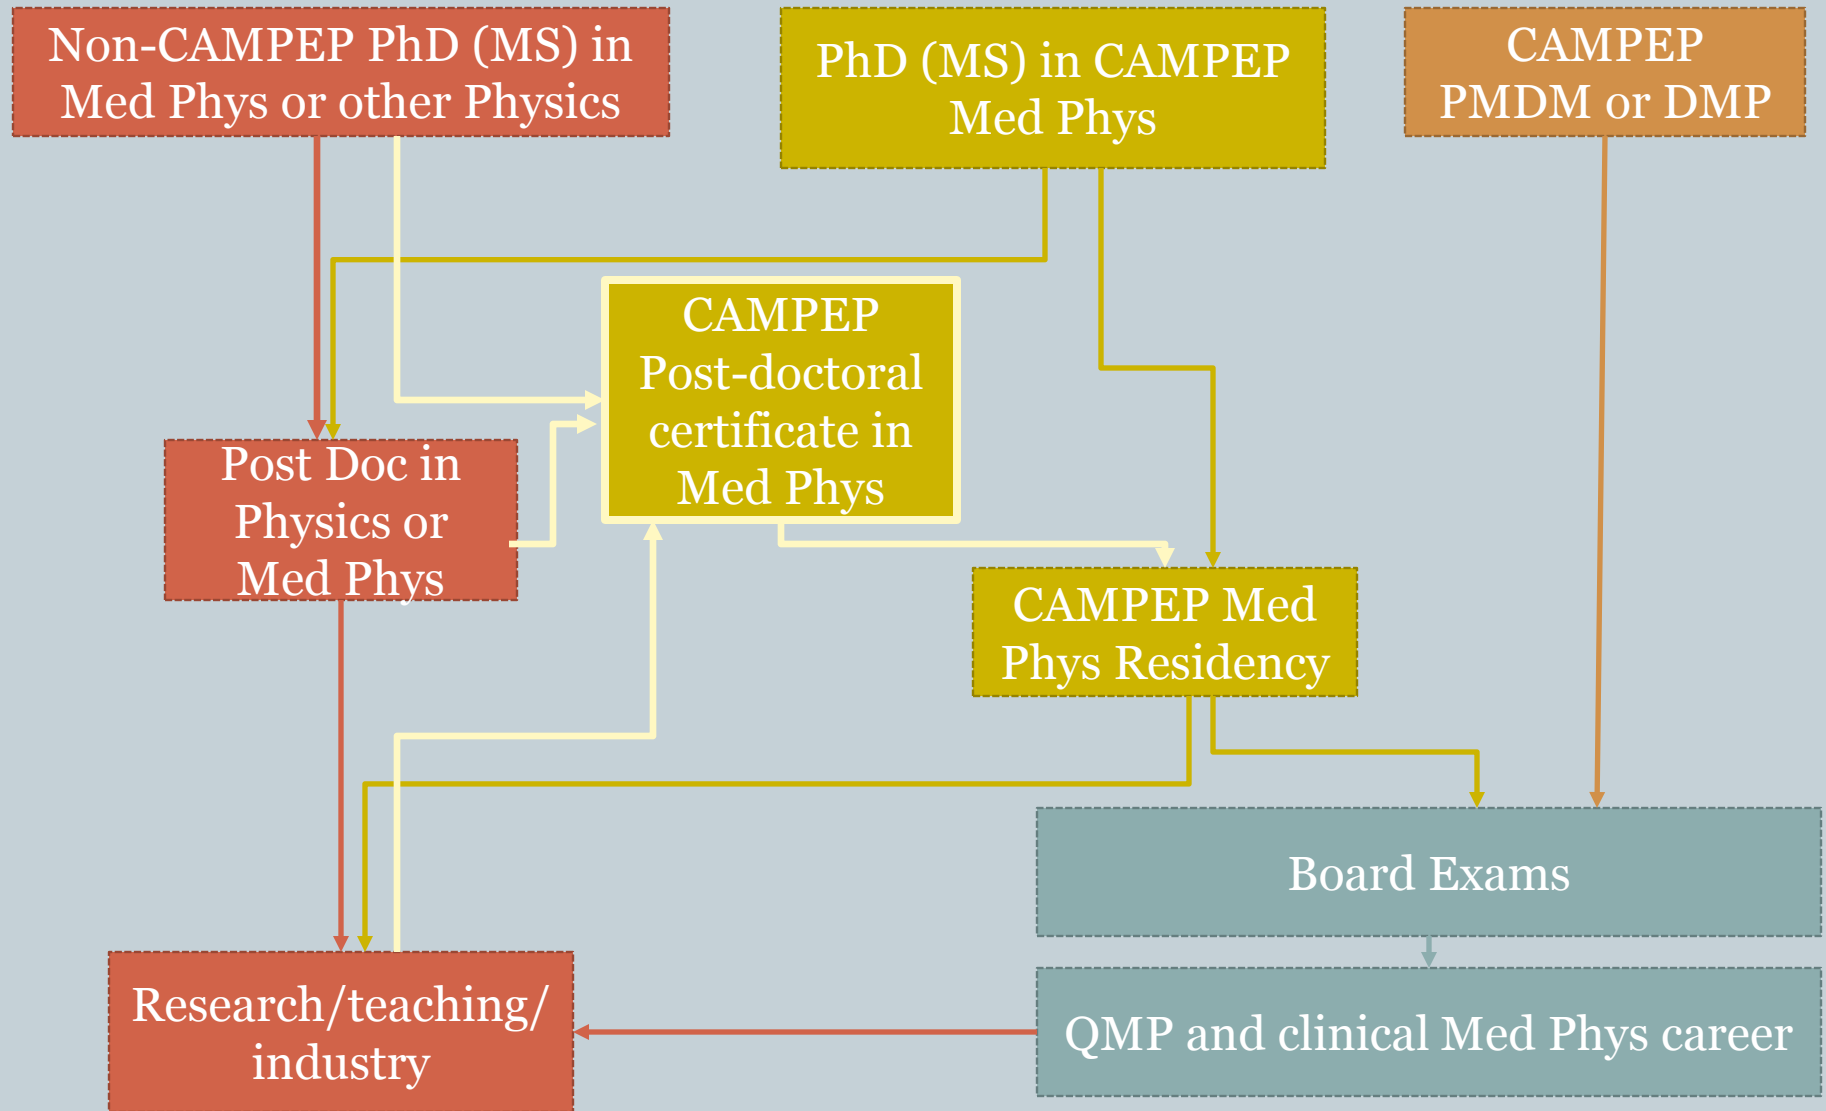 Non-CAMPEP PhD (MS) in
Med Phys or other Physics
PhD (MS) in CAMPEP
Med Phys
CAMPEP
PMDM or DMP
CAMPEP
Post-doctoral
certificate in
Med Phys
Post Doc in
Physics or
Med Phys
CAMPEP Med
Phys Residency
Board Exams
Research/teaching/
industry
QMP and clinical Med Phys career